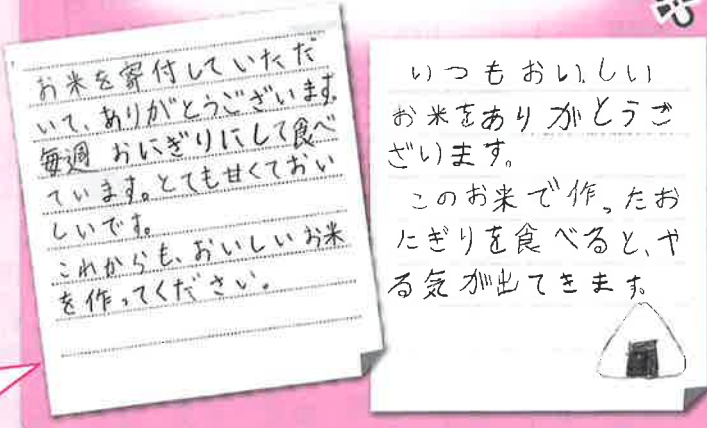 お米を寄付していただ
いて、ありがとうございます。
毎週 おにぎりにして食べ
ています。とても甘くておい
しいです。
これからも、おいしいお米
を作ってください。
いつもおいしい
お米をありがとうご
ざいます。
このお米で作ったお
にぎりを食べると、や
る気が出てきます。